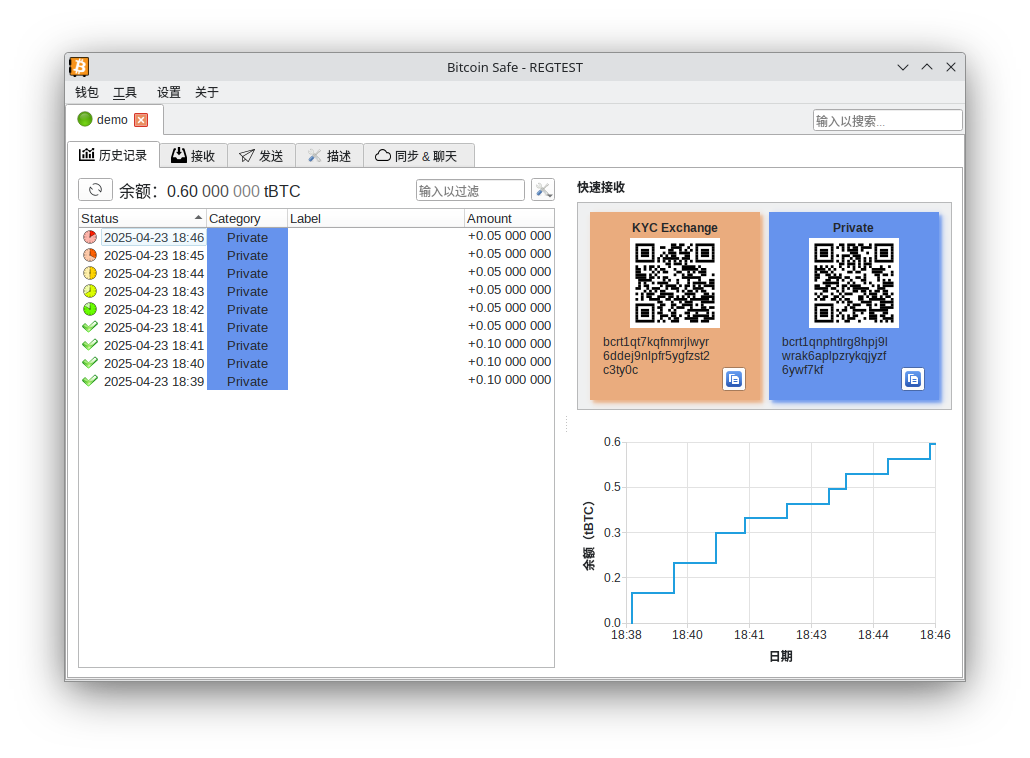 Bitcoin Safe - REGTEST
钱包 工具 设置 关于
demo
输入以搜索...
历史记录 接收 发送 描述 同步 & 聊天
余额: 0.60 000 000 tBTC
输入以过滤
Status Category Label Amount
2025-04-23 18:46 Private +0.05 000 000
2025-04-23 18:45 Private +0.05 000 000
2025-04-23 18:44 Private +0.05 000 000
2025-04-23 18:43 Private +0.05 000 000
2025-04-23 18:42 Private +0.05 000 000
2025-04-23 18:41 Private +0.05 000 000
2025-04-23 18:41 Private +0.10 000 000
2025-04-23 18:40 Private +0.10 000 000
2025-04-23 18:39 Private +0.10 000 000
快速接收
KYC Exchange
bcrt1qt7kqfnmrjlwyr
6ddej9nlpfr5ygfzst2
c3ty0c
Private
bcrt1qnphtlrg8hpj9l
wrak6aplpzrykqjyzf
6ywf7kf
余额 (tBTC)
0.6
0.5
0.3
0.2
0.0
18:38 18:40 18:41 18:43 18:44 18:46
日期